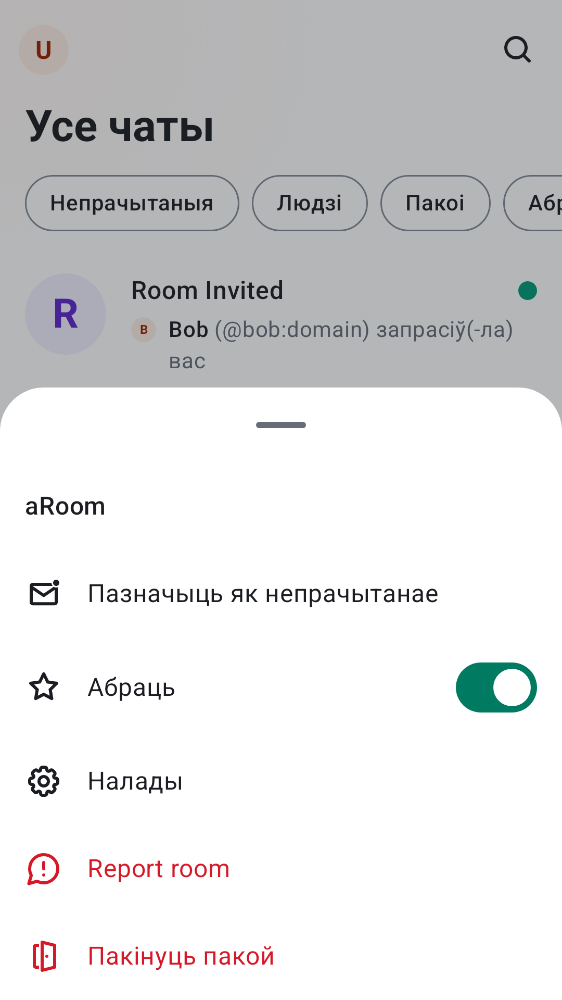 U
Усе чаты
Непрачытаныя Людзі Пакоі Абр
R
Room Invited
B Bob (@bob:domain) запрасіў(-ла)
вас
aRoom
Пазначыць як непрачытанае
Абраць
Налады
Report room
Пакінуць пакой